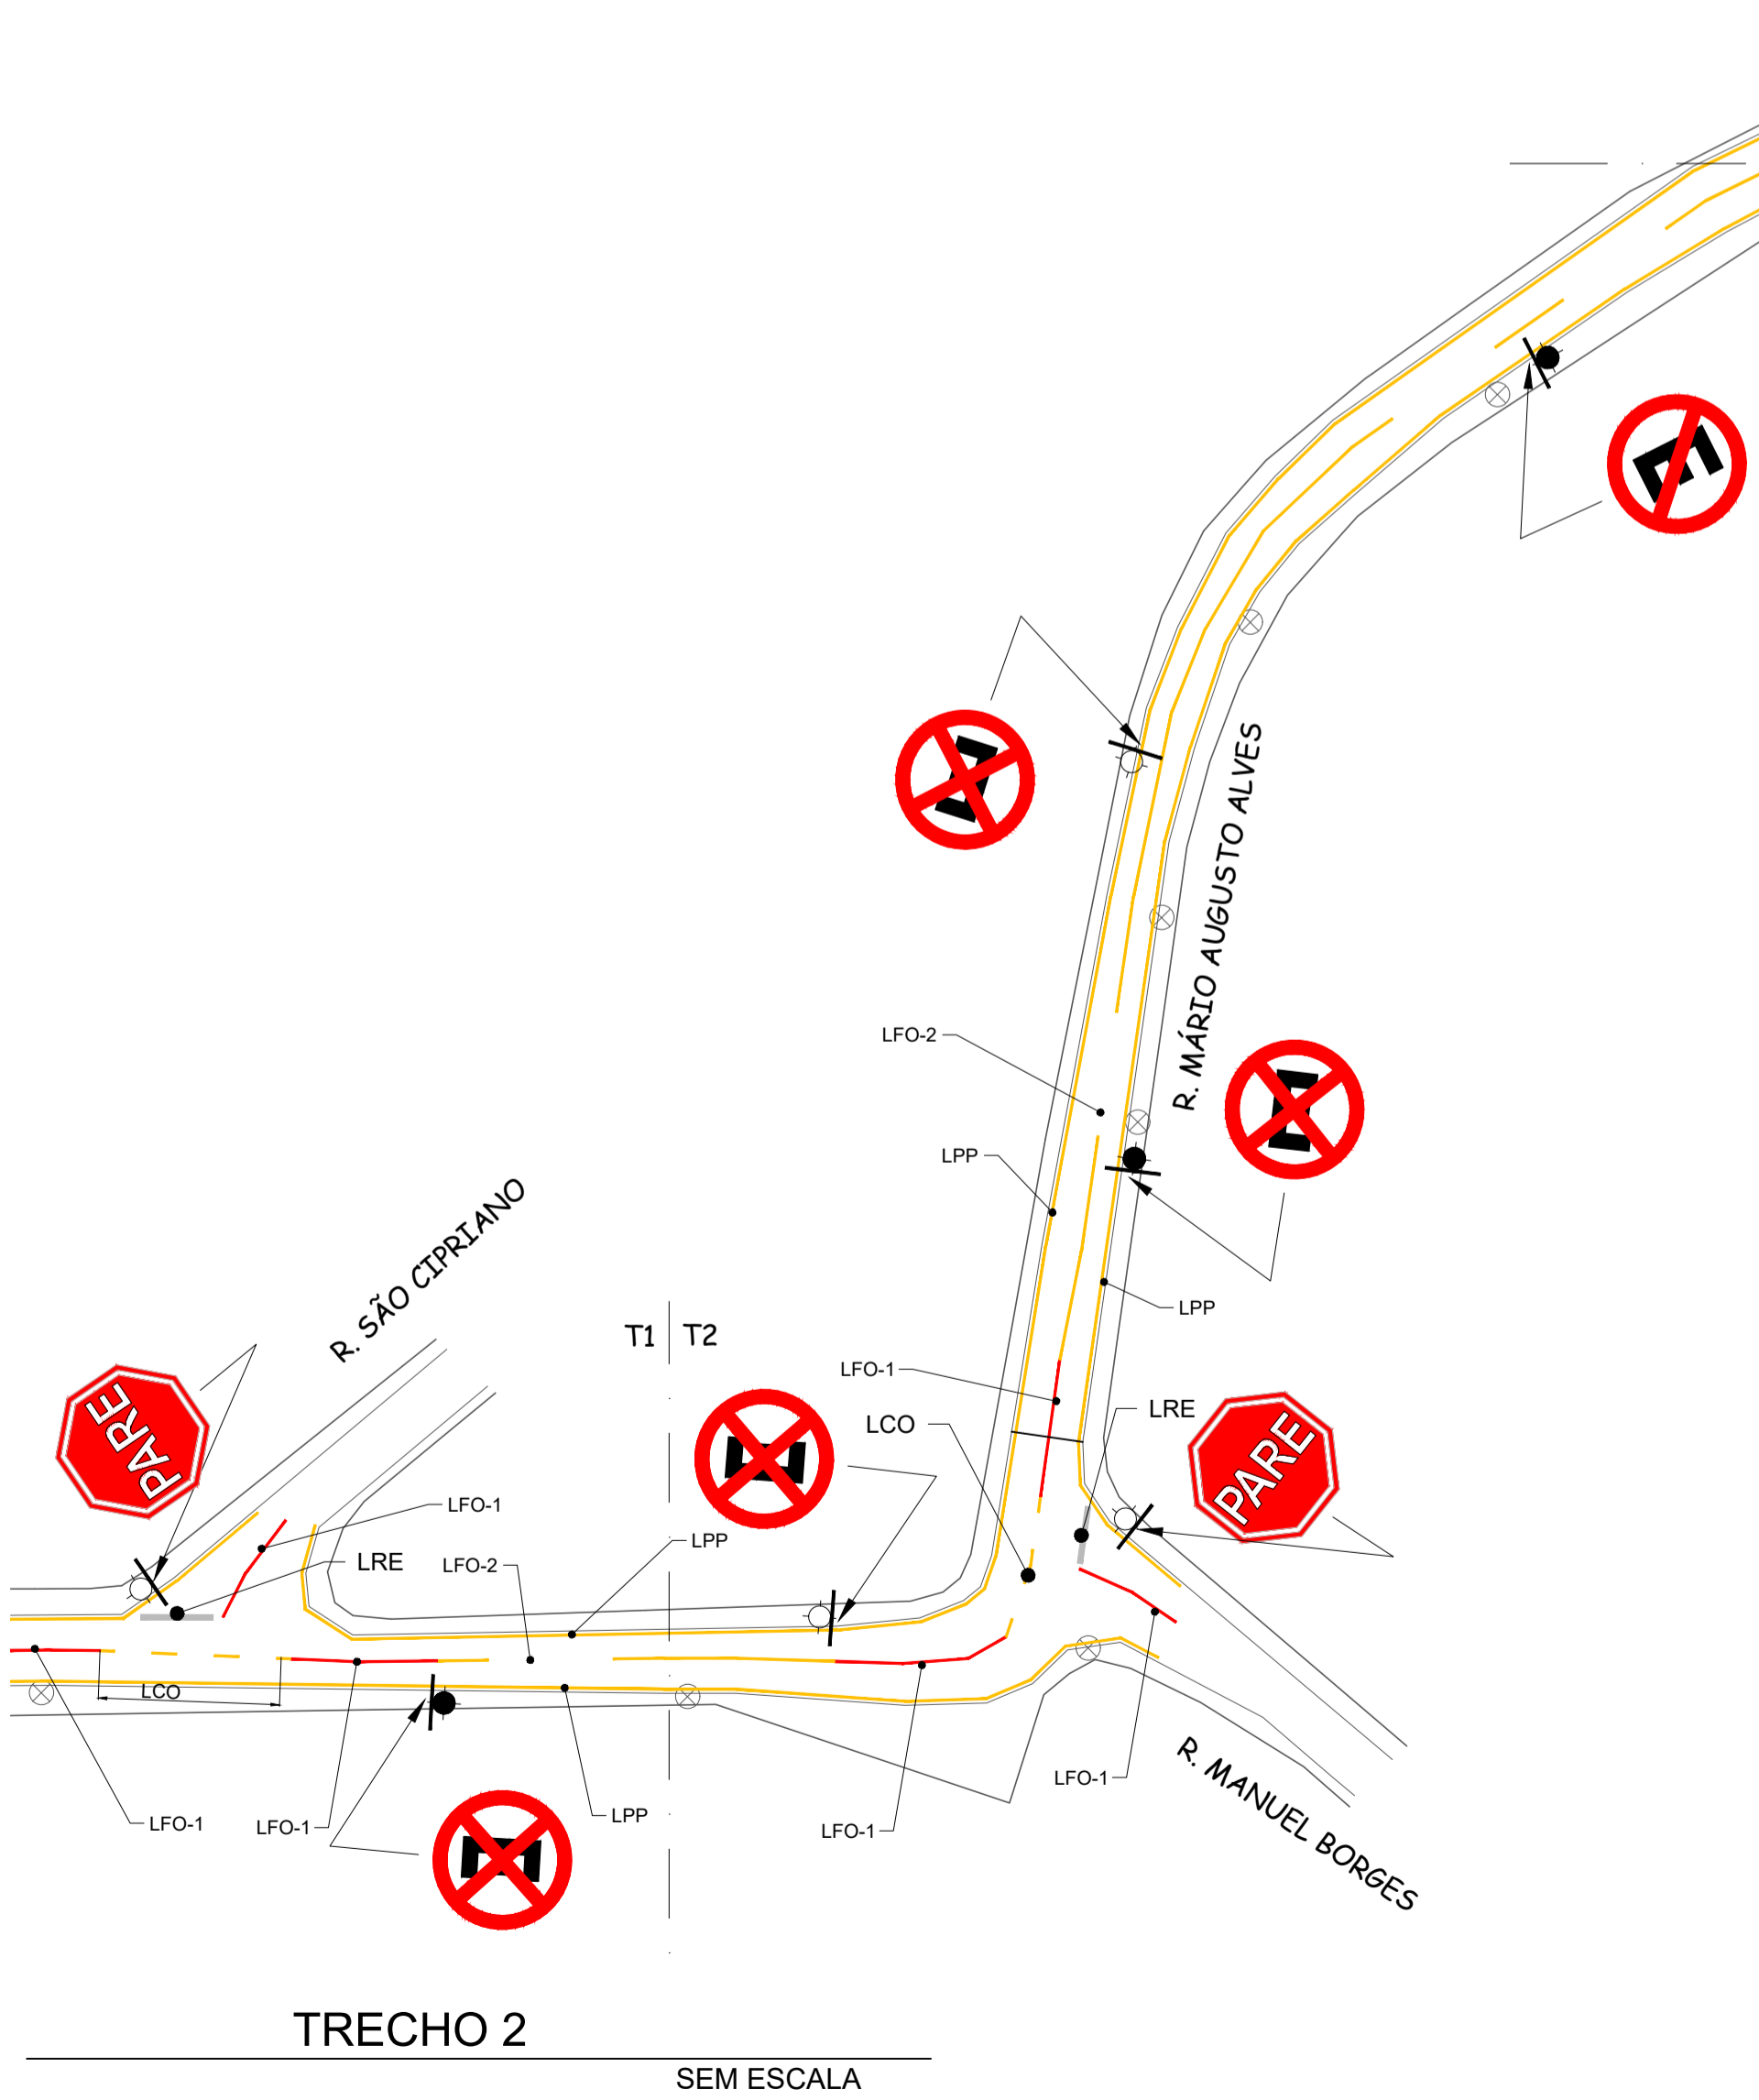 E
R. MÁRIO AUGUSTO ALVES
LFO-2
E
LPP
R. SÃO CIPRIANO
LPP
T1
T2
LFO-1
LRE
LCO
PARE
PARE
E
LFO-1
LPP
LRE
LFO-2
LCO
R. MANUEL BORGES
LFO-1
LPP
LFO-1
LFO-1
LFO-1
E
TRECHO 2
SEM ESCALA